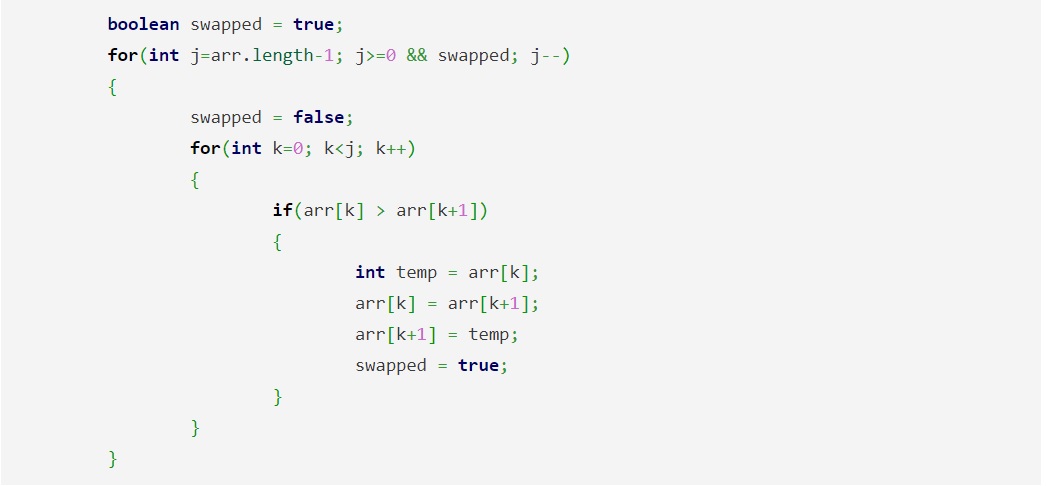 boolean swapped = true;
for(int j=arr.length-1; j>=0 && swapped; j--)
{
swapped = false;
for(int k=0; k<j; k++)
{
if(arr[k] > arr[k+1])
{
int temp = arr[k];
arr[k] = arr[k+1];
arr[k+1] = temp;
swapped = true;
}
}
}